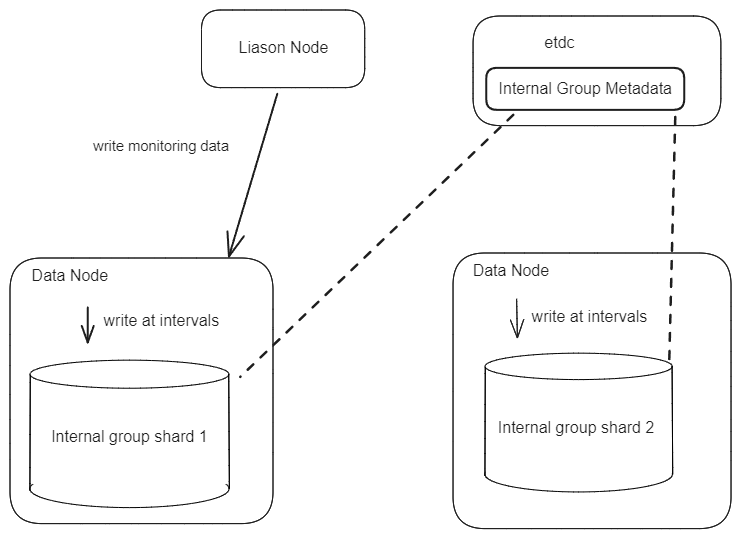 Liason Node
etdc
Internal Group Metadata
write monitoring data
Data Node
write at intervals
Internal group shard 1
Data Node
write at intervals
Internal group shard 2